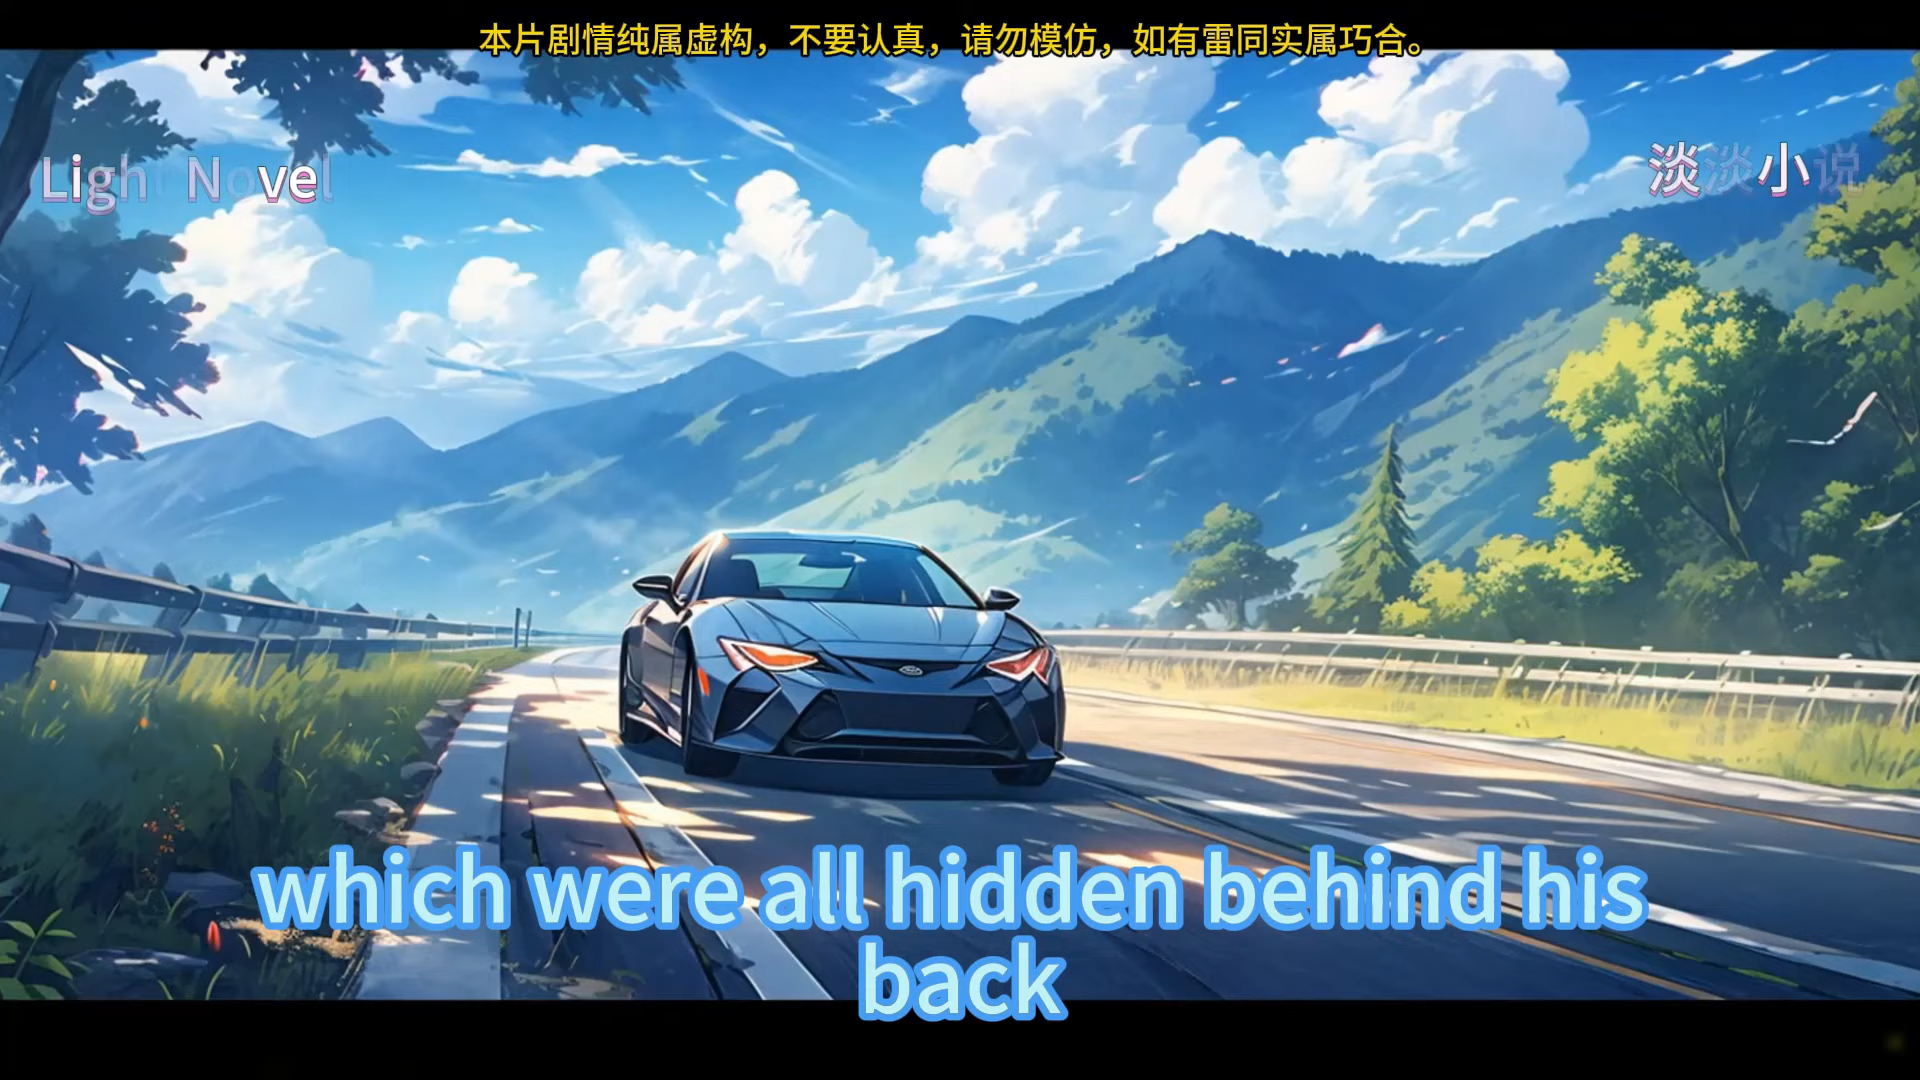 本片剧情纯属虚构，不要认真，请勿模仿，如有雷同实属巧合。
Light Novel
淡淡小说
which were all hidden behind his
back